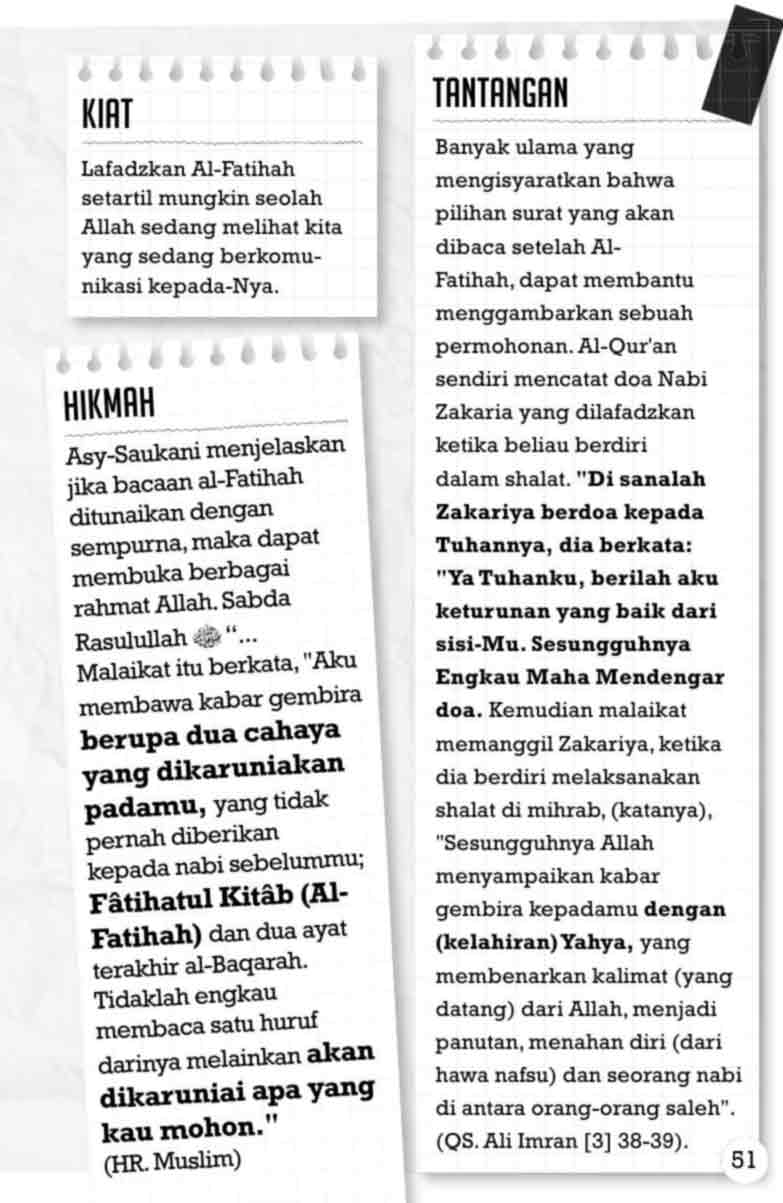 KIAT
Lafadzkan Al-Fatihah
setartil mungkin seolah
Allah sedang melihat kita
yang sedang berkomu-
nikasi kepada-Nya.
HIKMAH
Asy-Saukani menjelaskan
jika bacaan al-Fatihah
ditunaikan dengan
sempurna, maka dapat
membuka berbagai
rahmat Allah. Sabda
Rasulullah ﷺ “...
Malaikat itu berkata, "Aku
membawa kabar gembira
berupa dua cahaya
yang dikaruniakan
padamu, yang tidak
pernah diberikan
kepada nabi sebelummu;
Fâtihatul Kitâb (Al-
Fatihah) dan dua ayat
terakhir al-Baqarah.
Tidaklah engkau
membaca satu huruf
darinya melainkan akan
dikaruniai apa yang
kau mohon."
(HR. Muslim)
TANTANGAN
Banyak ulama yang
mengisyaratkan bahwa
pilihan surat yang akan
dibaca setelah Al-
Fatihah, dapat membantu
menggambarkan sebuah
permohonan. Al-Qur'an
sendiri mencatat doa Nabi
Zakaria yang dilafadzkan
ketika beliau berdiri
dalam shalat. "Di sanalah
Zakariya berdoa kepada
Tuhannya, dia berkata:
"Ya Tuhanku, berilah aku
keturunan yang baik dari
sisi-Mu. Sesungguhnya
Engkau Maha Mendengar
doa. Kemudian malaikat
memanggil Zakariya, ketika
dia berdiri melaksanakan
shalat di mihrab, (katanya),
"Sesungguhnya Allah
menyampaikan kabar
gembira kepadamu dengan
(kelahiran) Yahya, yang
membenarkan kalimat (yang
datang) dari Allah, menjadi
panutan, menahan diri (dari
hawa nafsu) dan seorang nabi
di antara orang-orang saleh”.
(QS. Ali Imran [3] 38-39).
51